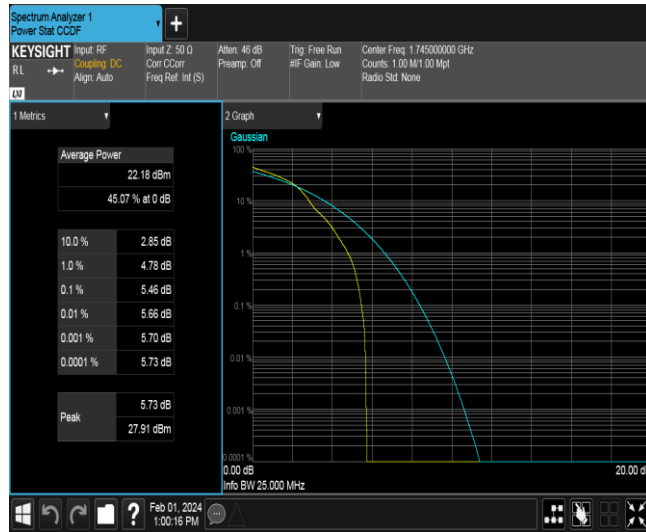 Spectrum Analyzer 1
Power Stat CCDF
KEYSIGHT
RL
LXI
Input: RF
Coupling: DC
Align: Auto
Input Z: 50 Ω
Corr CCorr
Freq Ref: Int (S)
Atten: 46 dB
Preamp: Off
Trig: Free Run
#IF Gain: Low
Center Freq: 1.745000000 GHz
Counts: 1.00 M/1.00 Mpt
Radio Std: None
1 Metrics
Average Power
22.18 dBm
45.07 % at 0 dB
10.0 % 2.85 dB
1.0 % 4.78 dB
0.1 % 5.46 dB
0.01 % 5.66 dB
0.001 % 5.70 dB
0.0001 % 5.73 dB
Peak
5.73 dB
27.91 dBm
2 Graph
Gaussian
100 %
10 %
1 %
0.1 %
0.01 %
0.001 %
0.0001 %
0.00 dB
20.00 d
Info BW 25.000 MHz
?
Feb 01, 2024
1:00:16 PM